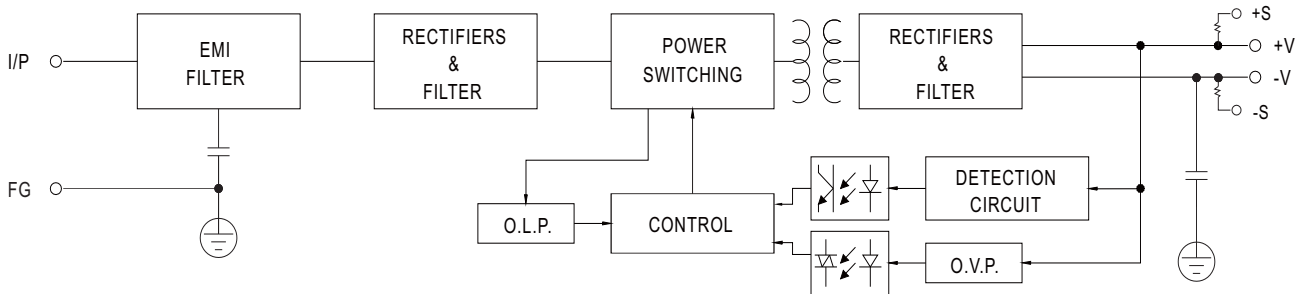 I/P
EMI
FILTER
RECTIFIERS
&
FILTER
POWER
SWITCHING
RECTIFIERS
&
FILTER
+S
+V
-V
-S
FG
O.L.P.
CONTROL
DETECTION
CIRCUIT
O.V.P.